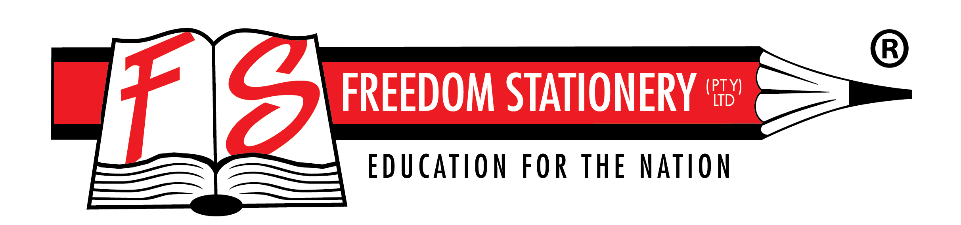 FS
FREEDOM STATIONERY (PTY) LTD
EDUCATION FOR THE NATION
®